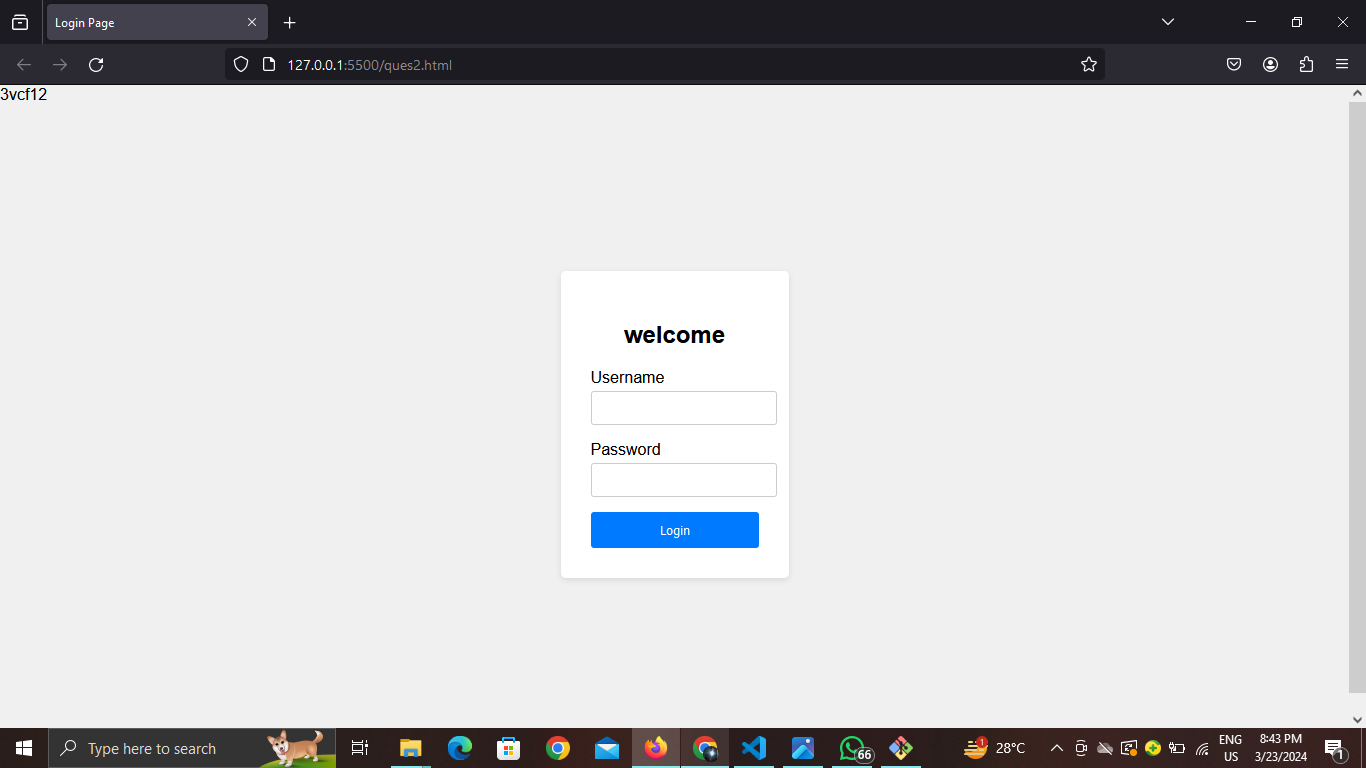 Login Page
127.0.0.1:5500/ques2.html
3vcf12
welcome
Username
Password
Login
Type here to search
66
1
28°C
ENG
US
8:43 PM
3/23/2024
1